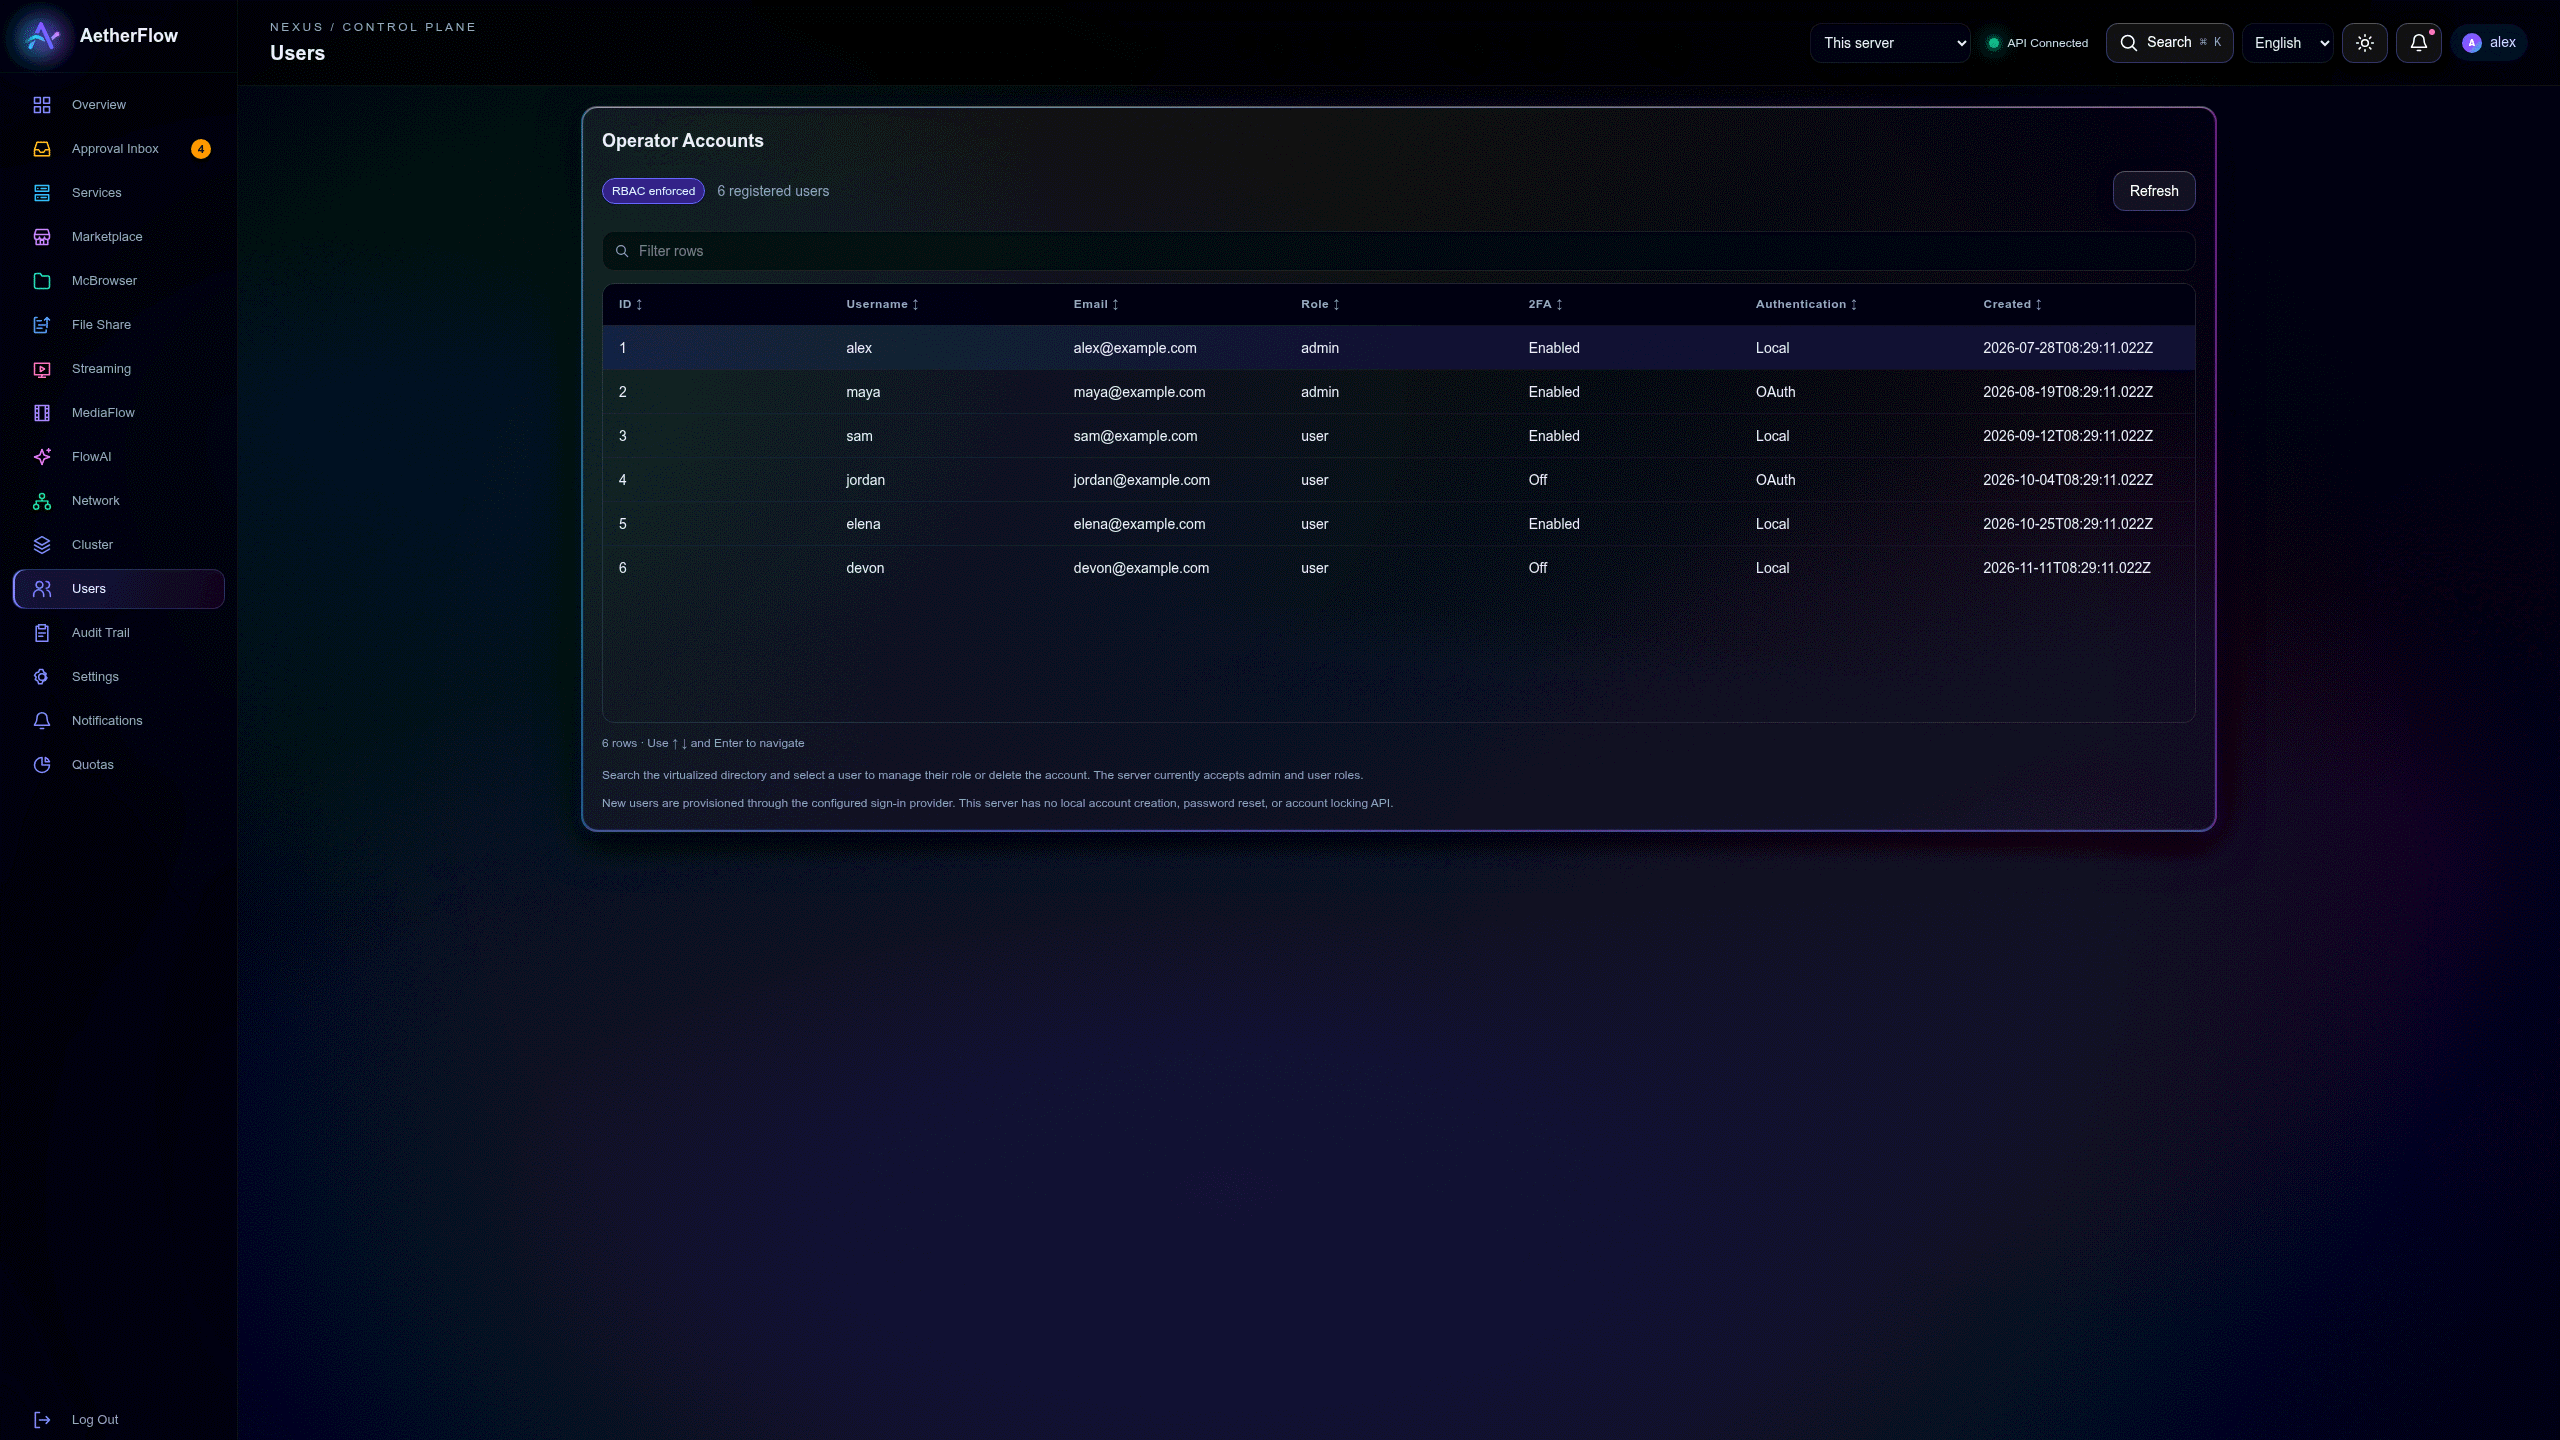 AetherFlow
Overview
Approval Inbox 4
Services
Marketplace
McBrowser
File Share
Streaming
MediaFlow
FlowAI
Network
Cluster
Users
Audit Trail
Settings
Notifications
Quotas
Log Out
NEXUS / CONTROL PLANE
Users
This server API Connected Search ⌘ K English A alex
Operator Accounts
RBAC enforced 6 registered users Refresh
Filter rows
ID ↕ Username ↕ Email ↕ Role ↕ 2FA ↕ Authentication ↕ Created ↕
1 alex alex@example.com admin Enabled Local 2026-07-28T08:29:11.022Z
2 maya maya@example.com admin Enabled OAuth 2026-08-19T08:29:11.022Z
3 sam sam@example.com user Enabled Local 2026-09-12T08:29:11.022Z
4 jordan jordan@example.com user Off OAuth 2026-10-04T08:29:11.022Z
5 elena elena@example.com user Enabled Local 2026-10-25T08:29:11.022Z
6 devon devon@example.com user Off Local 2026-11-11T08:29:11.022Z
6 rows · Use ↑ ↓ and Enter to navigate
Search the virtualized directory and select a user to manage their role or delete the account. The server currently accepts admin and user roles.
New users are provisioned through the configured sign-in provider. This server has no local account creation, password reset, or account locking API.